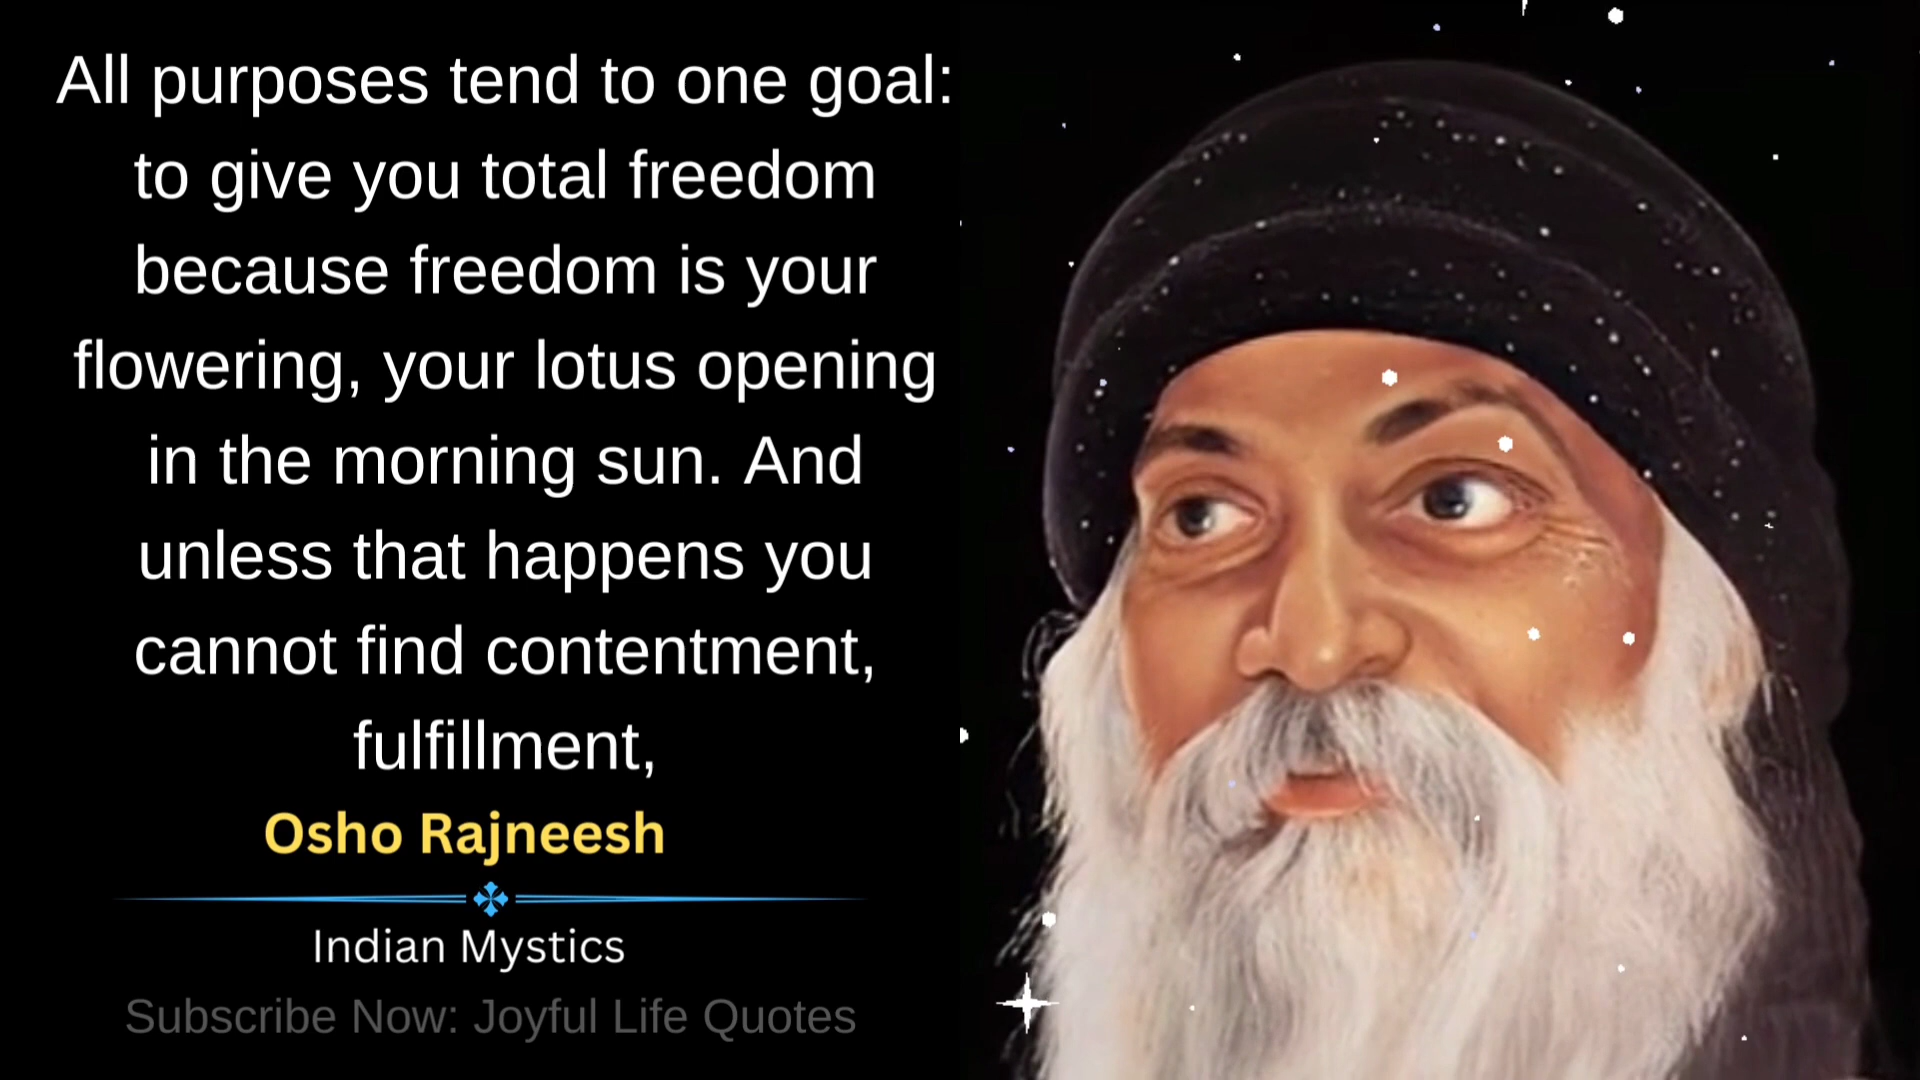 All purposes tend to one goal:
to give you total freedom
because freedom is your
flowering, your lotus opening
in the morning sun. And
unless that happens you
cannot find contentment,
fulfillment,
Osho Rajneesh
Indian Mystics
Subscribe Now: Joyful Life Quotes